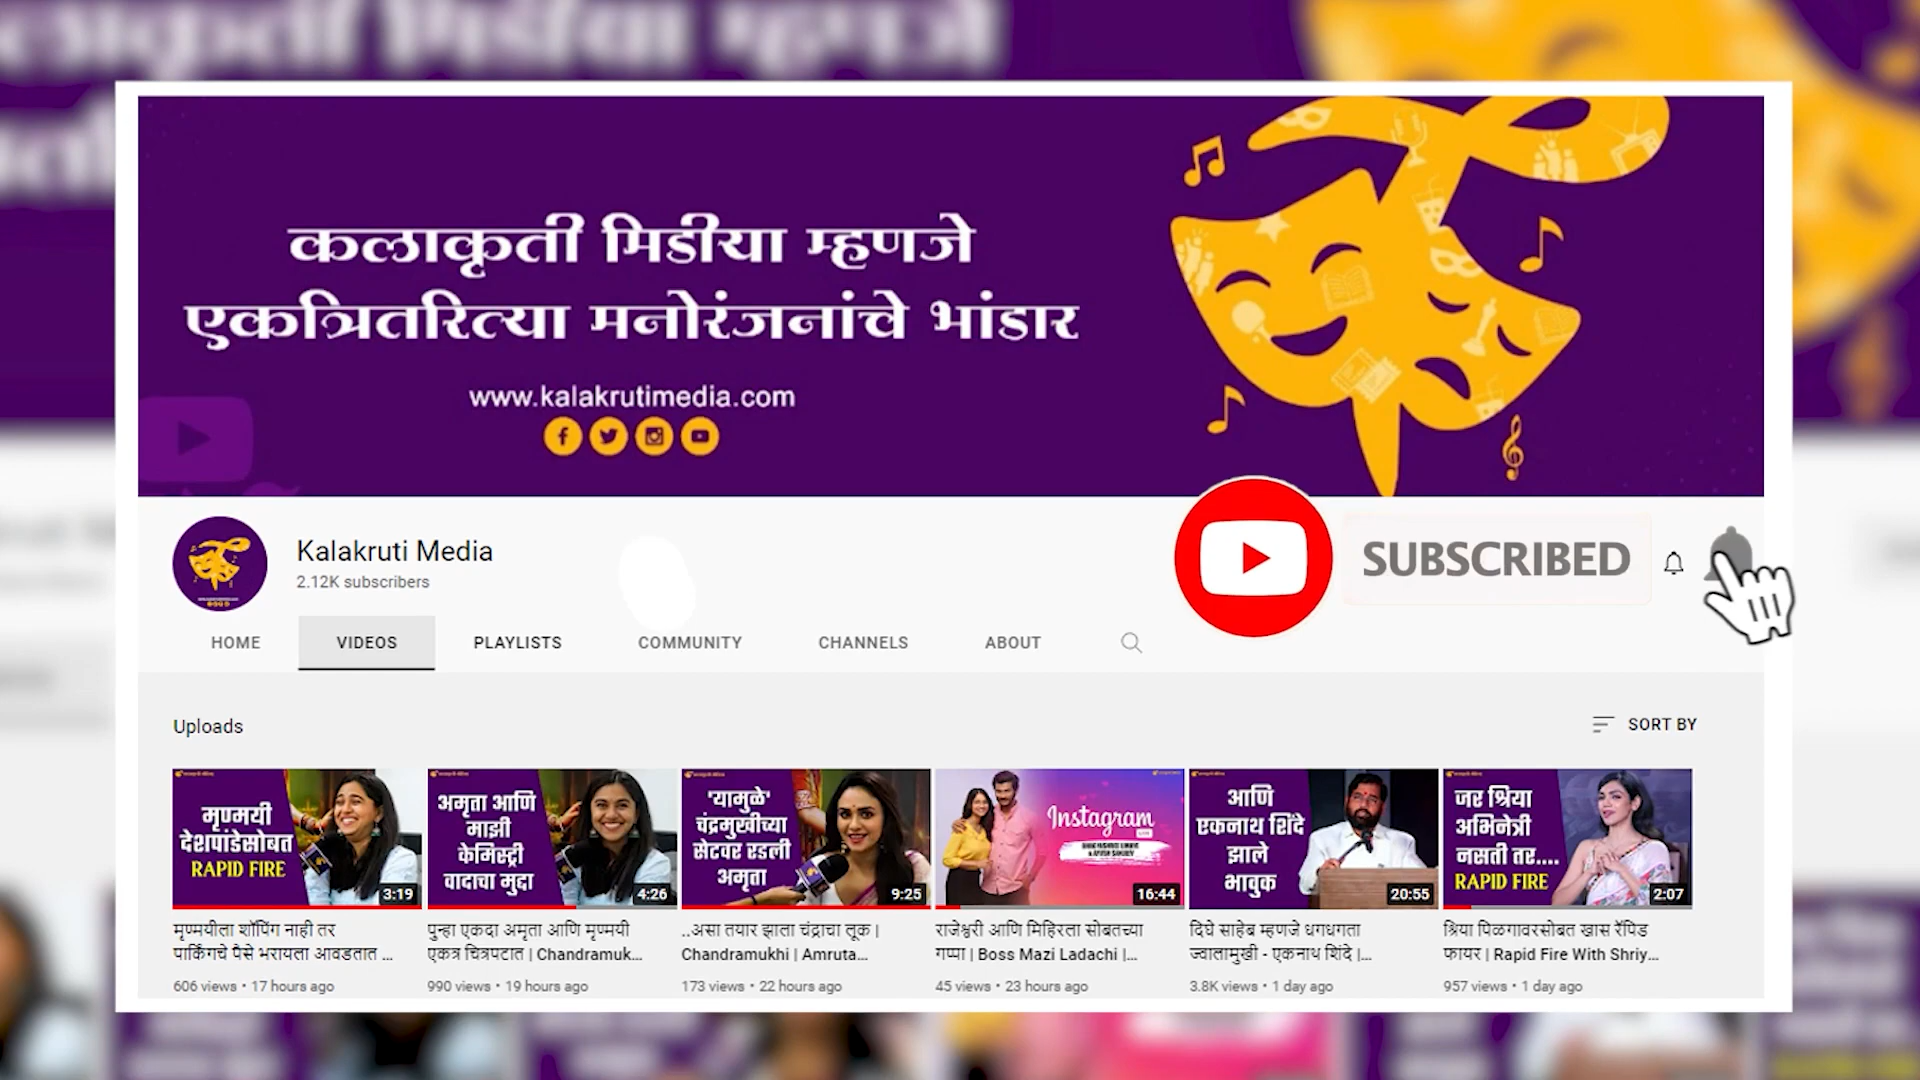 कलाकृती मिडीया म्हणजे
एकत्रितरित्या मनोरंजनांचे भांडार
www.kalakrutimedia.com
Kalakruti Media
2.12K subscribers
SUBSCRIBED
HOME VIDEOS PLAYLISTS COMMUNITY CHANNELS ABOUT
Uploads
SORT BY
मृण्मयी
देशपांडेसोबत
RAPID FIRE
3:19
मृण्मयीला शॉपिंग नाही तर
पार्किंगचे पैसे भरायला आवडतात ...
606 views • 17 hours ago
अमृता आणि
माझी
केमिस्ट्री
वादाचा मुद्दा
4:26
पुन्हा एकदा अमृता आणि मृण्मयी
एकत्र चित्रपटात | Chandramuk...
990 views • 19 hours ago
'यामुळे'
चंद्रमुखीच्या
सेटवर रडली
अमृता
9:25
..असा तयार झाला चंद्राचा लूक |
Chandramukhi | Amruta...
173 views • 22 hours ago
Instagram
16:44
राजेश्वरी आणि मिहिरला सोबतच्या
गप्पा | Boss Mazi Ladachi |...
45 views • 23 hours ago
आणि
एकनाथ शिंदे
झाले
भावुक
20:55
दिघे साहेब म्हणजे धगधगता
ज्वालामुखी - एकनाथ शिंदे |...
3.8K views • 1 day ago
जर श्रिया
अभिनेत्री
नसती तर....
RAPID FIRE
2:07
श्रिया पिळगावरसोबत खास रॅपिड
फायर | Rapid Fire With Shriy...
957 views • 1 day ago